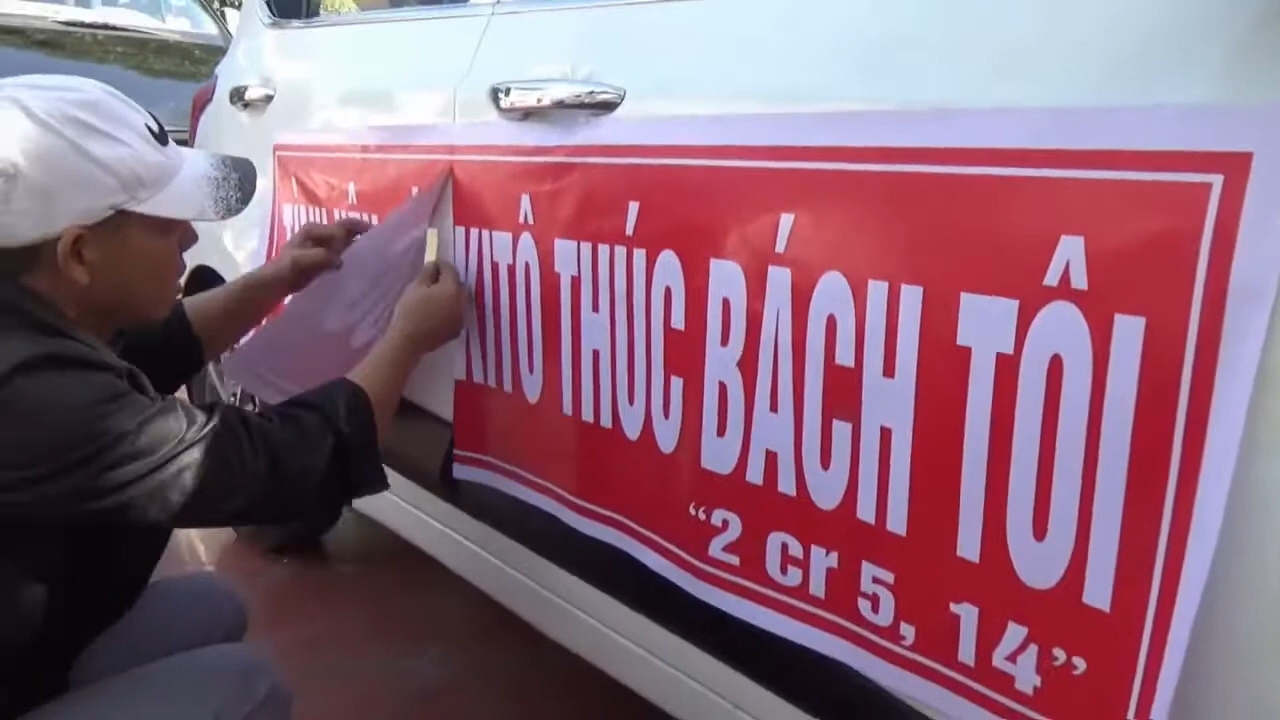 KITÔ THÚC BÁCH TÔI
“2 cr 5, 14”